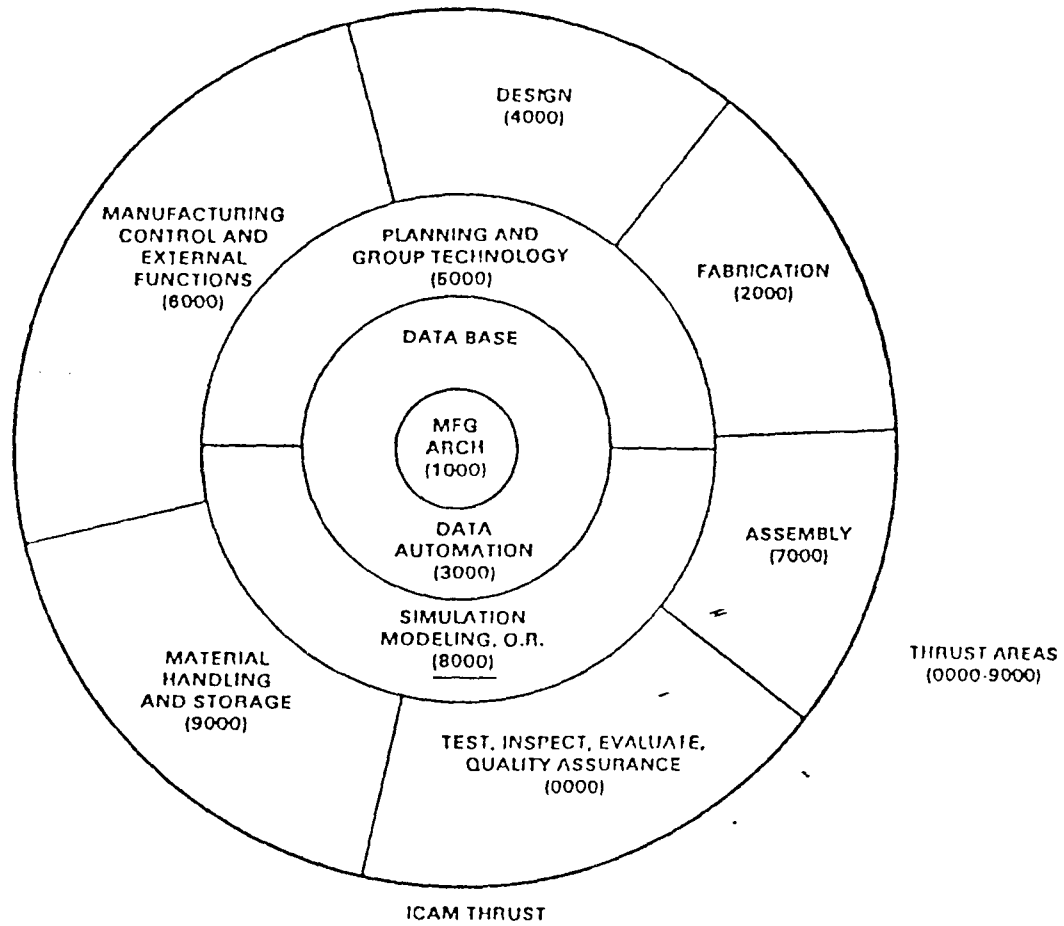 DESIGN
(4000)
MANUFACTURING
CONTROL AND
EXTERNAL
FUNCTIONS
(6000)
PLANNING AND
GROUP TECHNOLOGY
(5000)
FABRICATION
(2000)
DATA BASE
MFG
ARCH
(1000)
DATA
AUTOMATION
(3000)
ASSEMBLY
(7000)
SIMULATION
MODELING, O.R.
(8000)
MATERIAL
HANDLING
AND STORAGE
(9000)
THRUST AREAS
(0000-9000)
TEST, INSPECT, EVALUATE,
QUALITY ASSURANCE
(0000)
ICAM THRUST